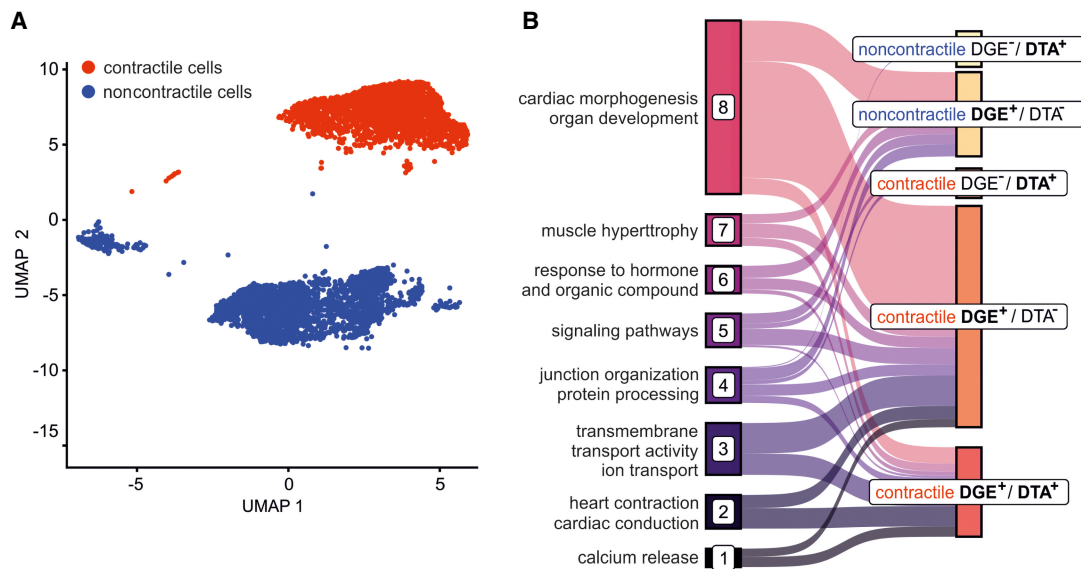 A
contractile cells
noncontractile cells
10
5
0
-5
-10
-15
UMAP 2
-5
0
5
UMAP 1
B
cardiac morphogenesis
organ development
8
muscle hyperttrophy
7
response to hormone
and organic compound
6
signaling pathways
5
junction organization
protein processing
4
transmembrane
transport activity
ion transport
3
heart contraction
cardiac conduction
2
calcium release
1
noncontractile DGE⁻/ DTA⁺
noncontractile DGE⁺/ DTA⁻
contractile DGE⁻/ DTA⁺
contractile DGE⁺/ DTA⁻
contractile DGE⁺/ DTA⁺